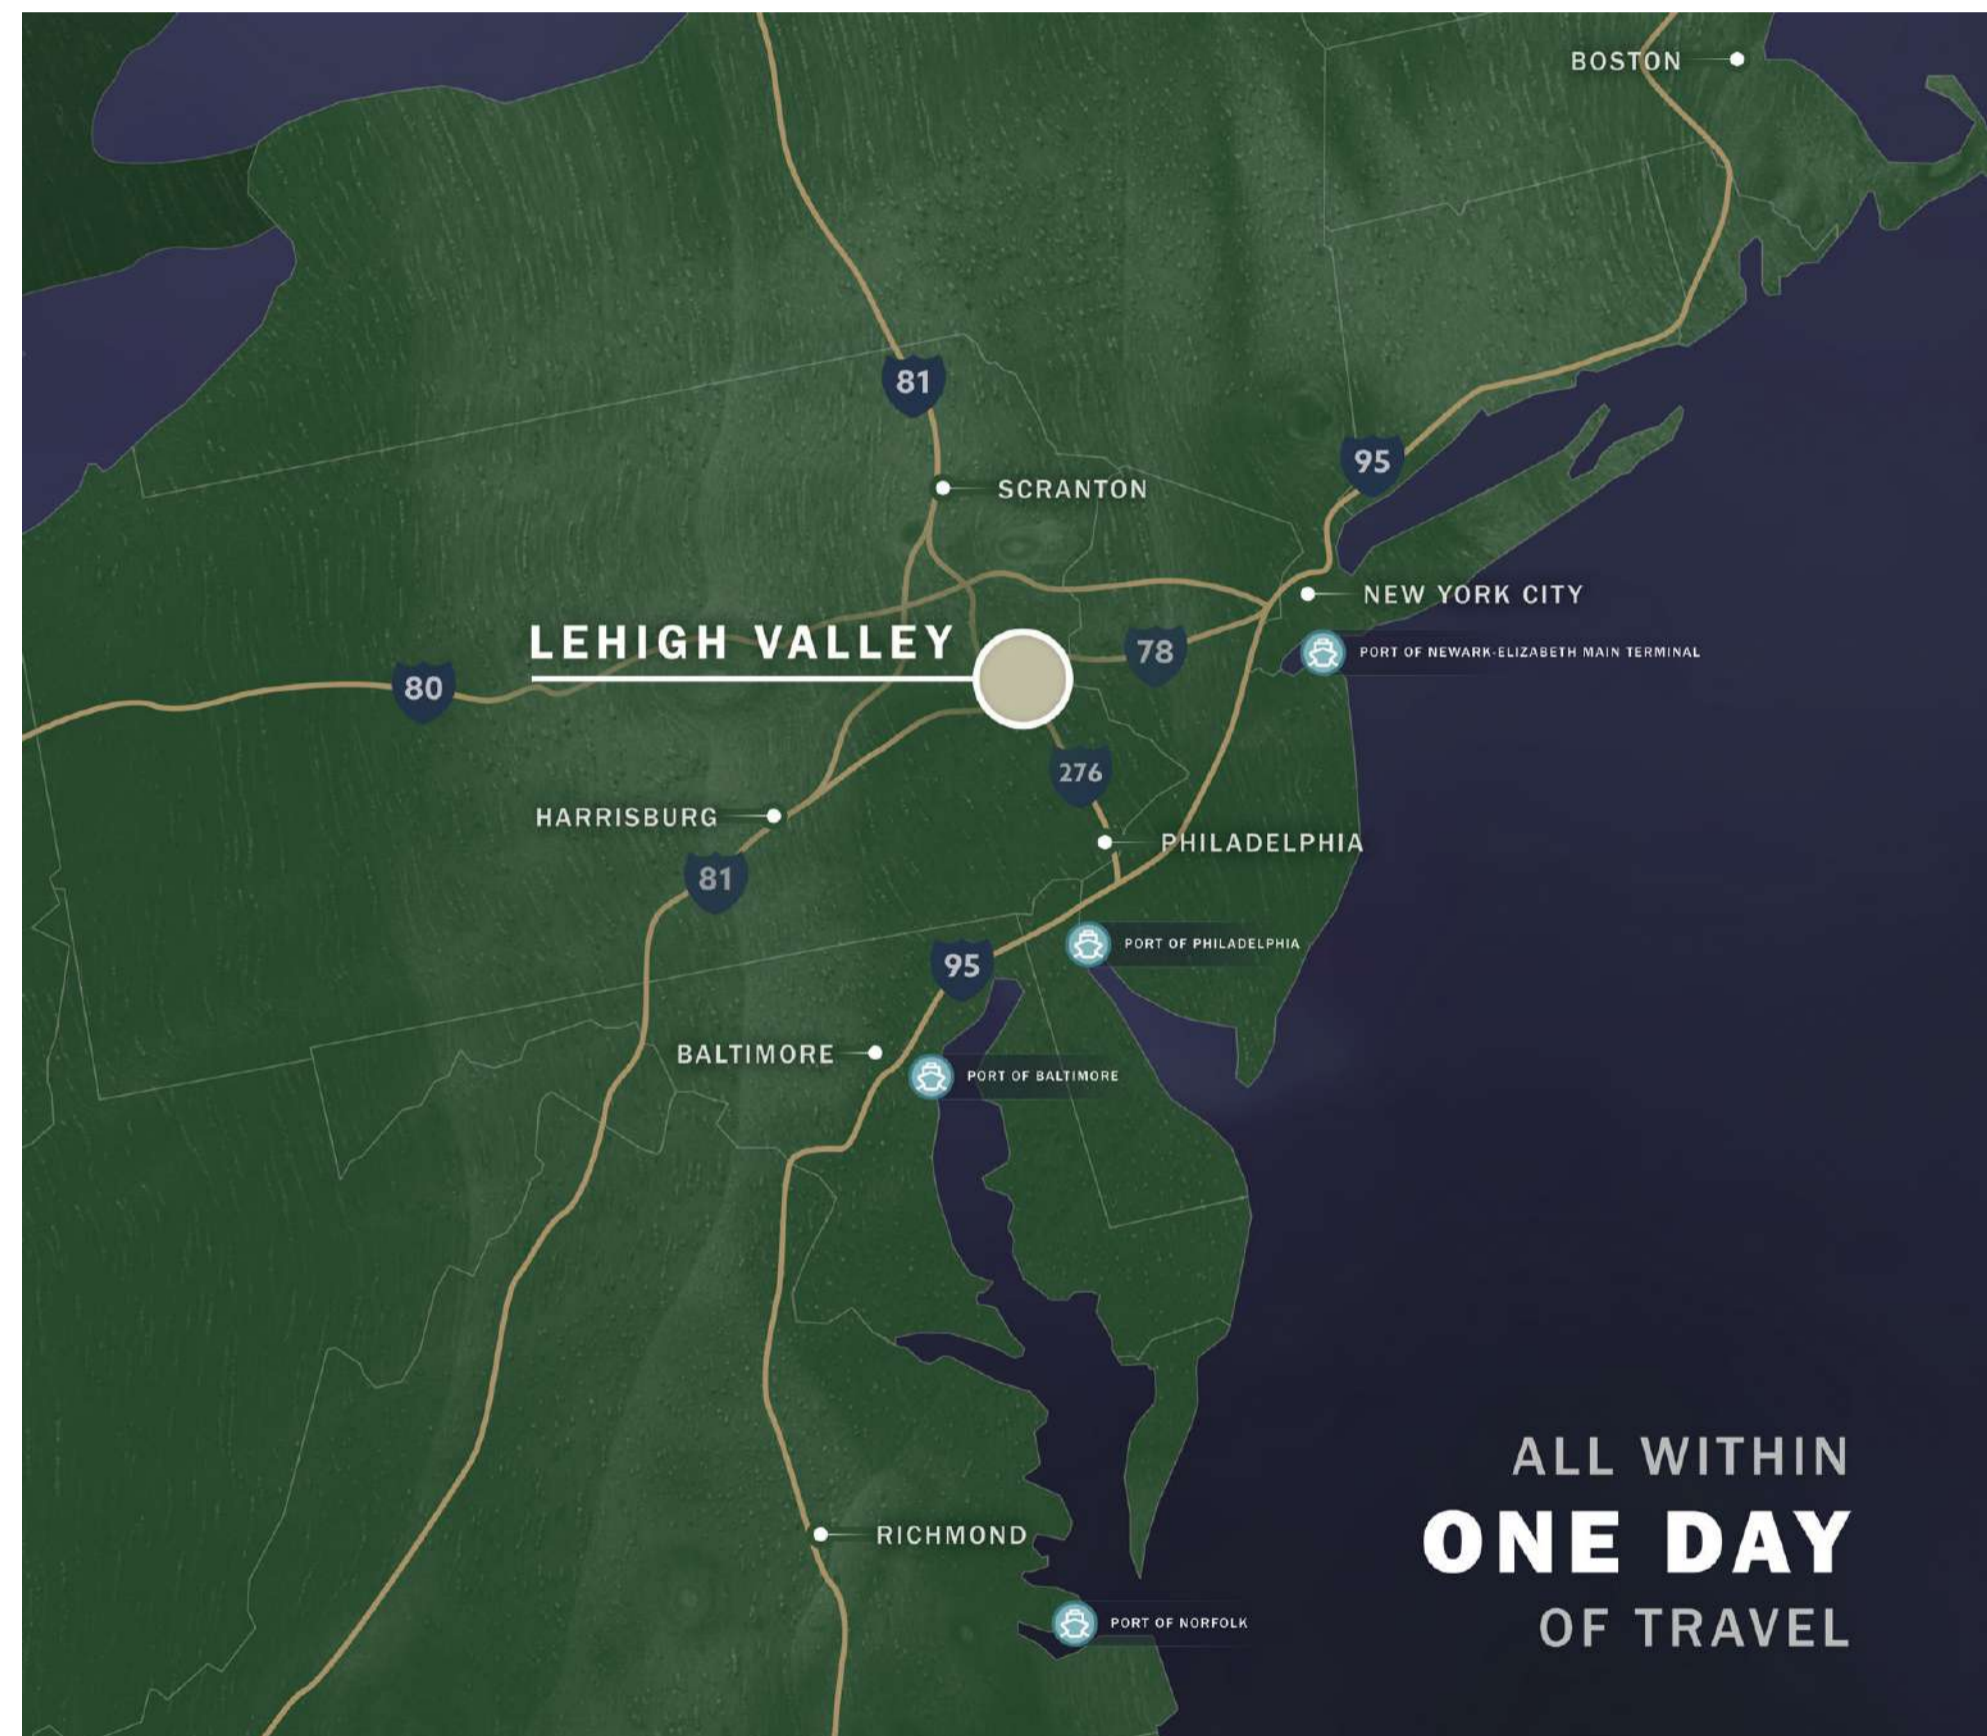 BOSTON
81
95
SCRANTON
NEW YORK CITY
LEHIGH VALLEY
78
PORT OF NEWARK-ELIZABETH MAIN TERMINAL
80
276
HARRISBURG
PHILADELPHIA
81
PORT OF PHILADELPHIA
95
BALTIMORE
PORT OF BALTIMORE
ALL WITHIN
ONE DAY
OF TRAVEL
RICHMOND
PORT OF NORFOLK